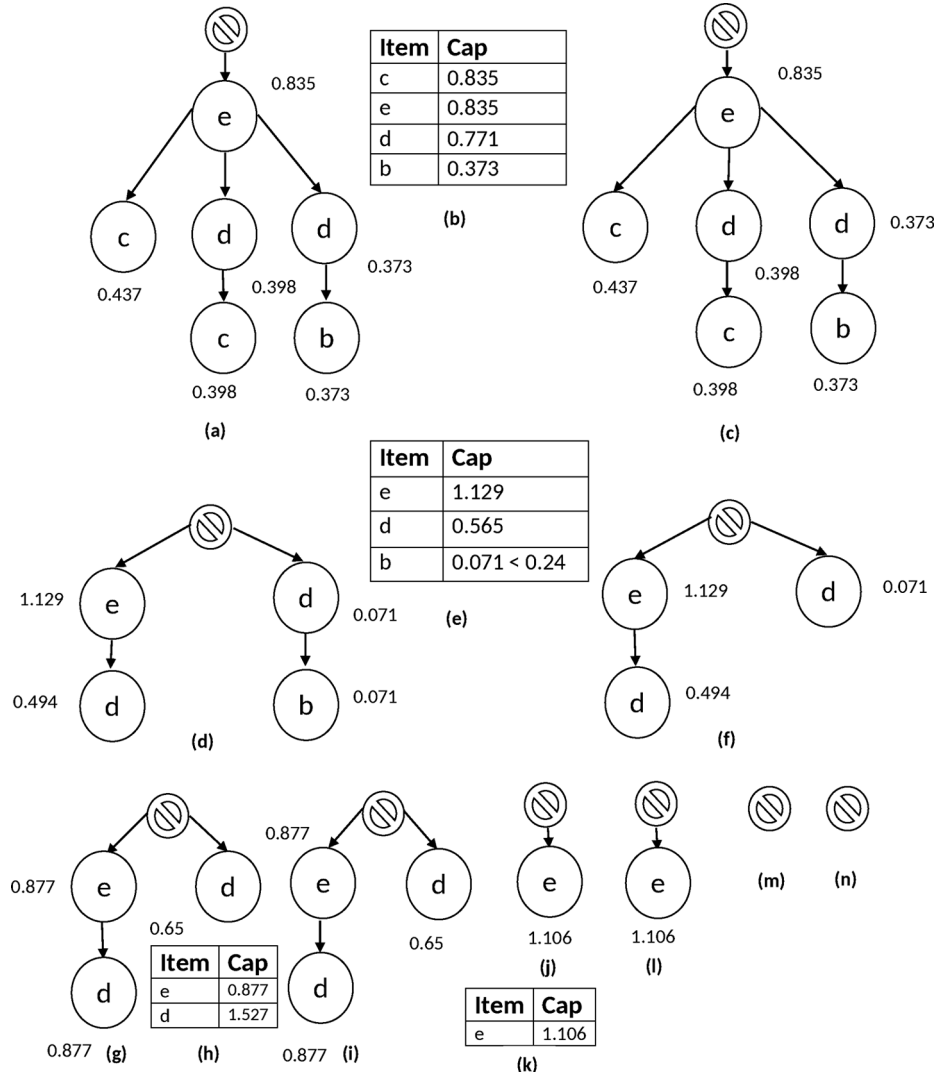 e
0.835
c
d
d
0.437
0.398
0.373
c
b
0.398
0.373
(a)
Item Cap
c 0.835
e 0.835
d 0.771
b 0.373
(b)
e
0.835
c
d
d
0.373
0.437
0.398
c
b
0.398
0.373
(c)
1.129
e
d
0.071
0.494
d
b
0.071
(d)
Item Cap
e 1.129
d 0.565
b 0.071 < 0.24
(e)
e
1.129
d
0.071
d
0.494
(f)
0.877
e
d
0.65
d
0.877
(g)
Item Cap
e 0.877
d 1.527
(h)
0.877
e
d
0.65
d
0.877
(i)
e
1.106
(j)
Item Cap
e 1.106
(k)
e
1.106
(l)
(m)
(n)